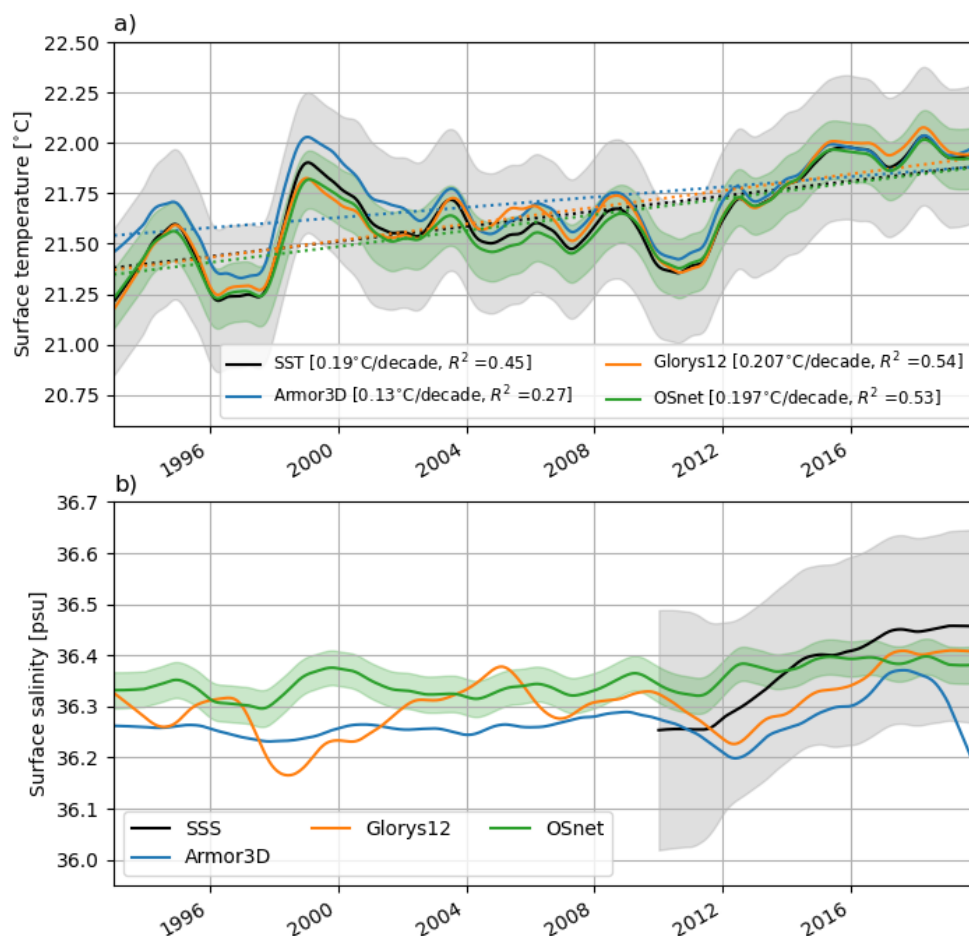 a)
Surface temperature [°C]
22.50
22.25
22.00
21.75
21.50
21.25
21.00
20.75
SST [0.19°C/decade, R² =0.45]
Armor3D [0.13°C/decade, R² =0.27]
Glorys12 [0.207°C/decade, R² =0.54]
OSnet [0.197°C/decade, R² =0.53]
1996
2000
2004
2008
2012
2016
b)
Surface salinity [psu]
36.7
36.6
36.5
36.4
36.3
36.2
36.1
36.0
SSS
Armor3D
Glorys12
OSnet
1996
2000
2004
2008
2012
2016